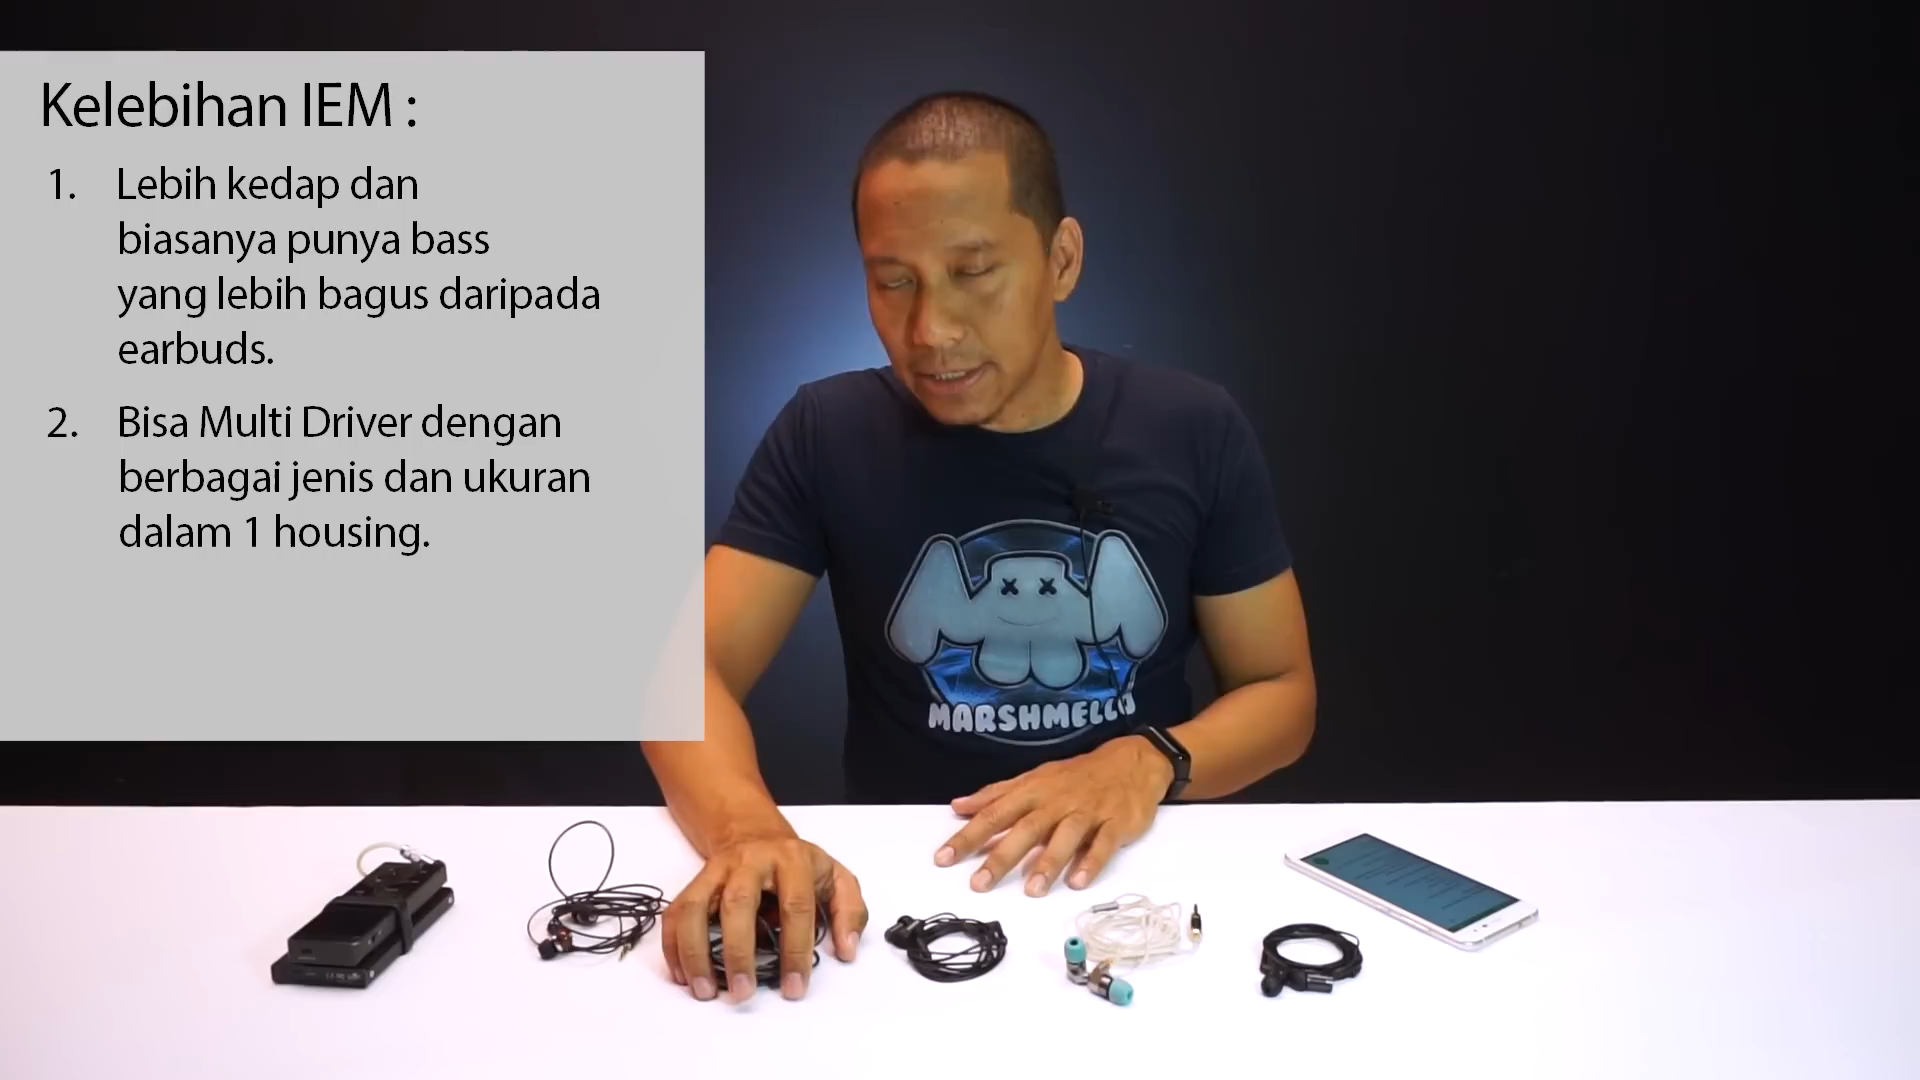 Kelebihan IEM :
1. Lebih kedap dan
biasanya punya bass
yang lebih bagus daripada
earbuds.
2. Bisa Multi Driver dengan
berbagai jenis dan ukuran
dalam 1 housing.
MARSHMELLO